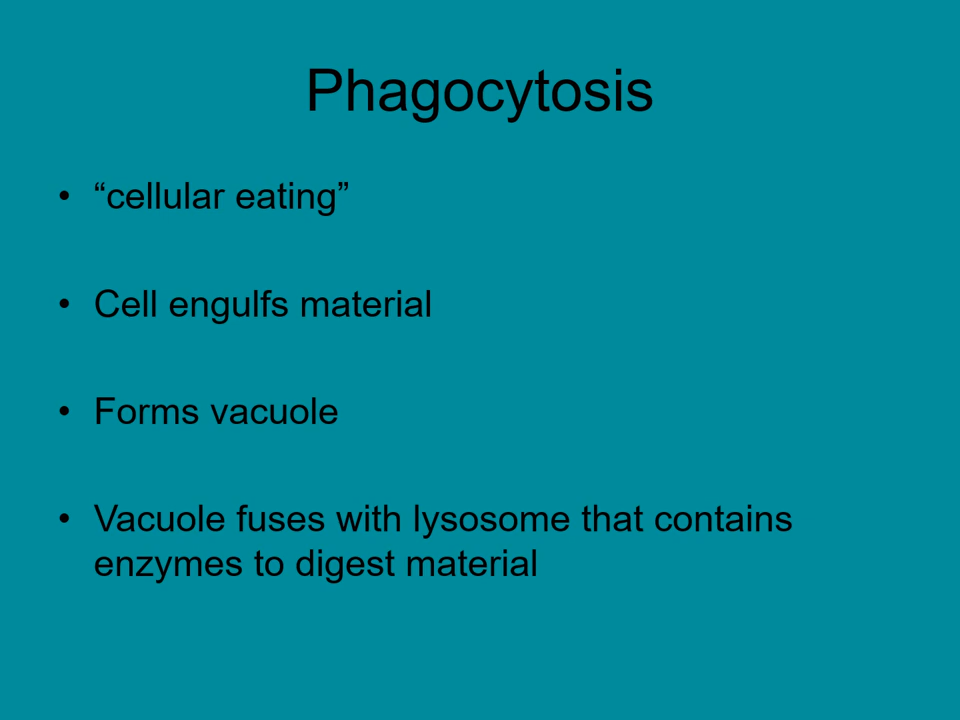 Phagocytosis
• “cellular eating”
• Cell engulfs material
• Forms vacuole
• Vacuole fuses with lysosome that contains
enzymes to digest material